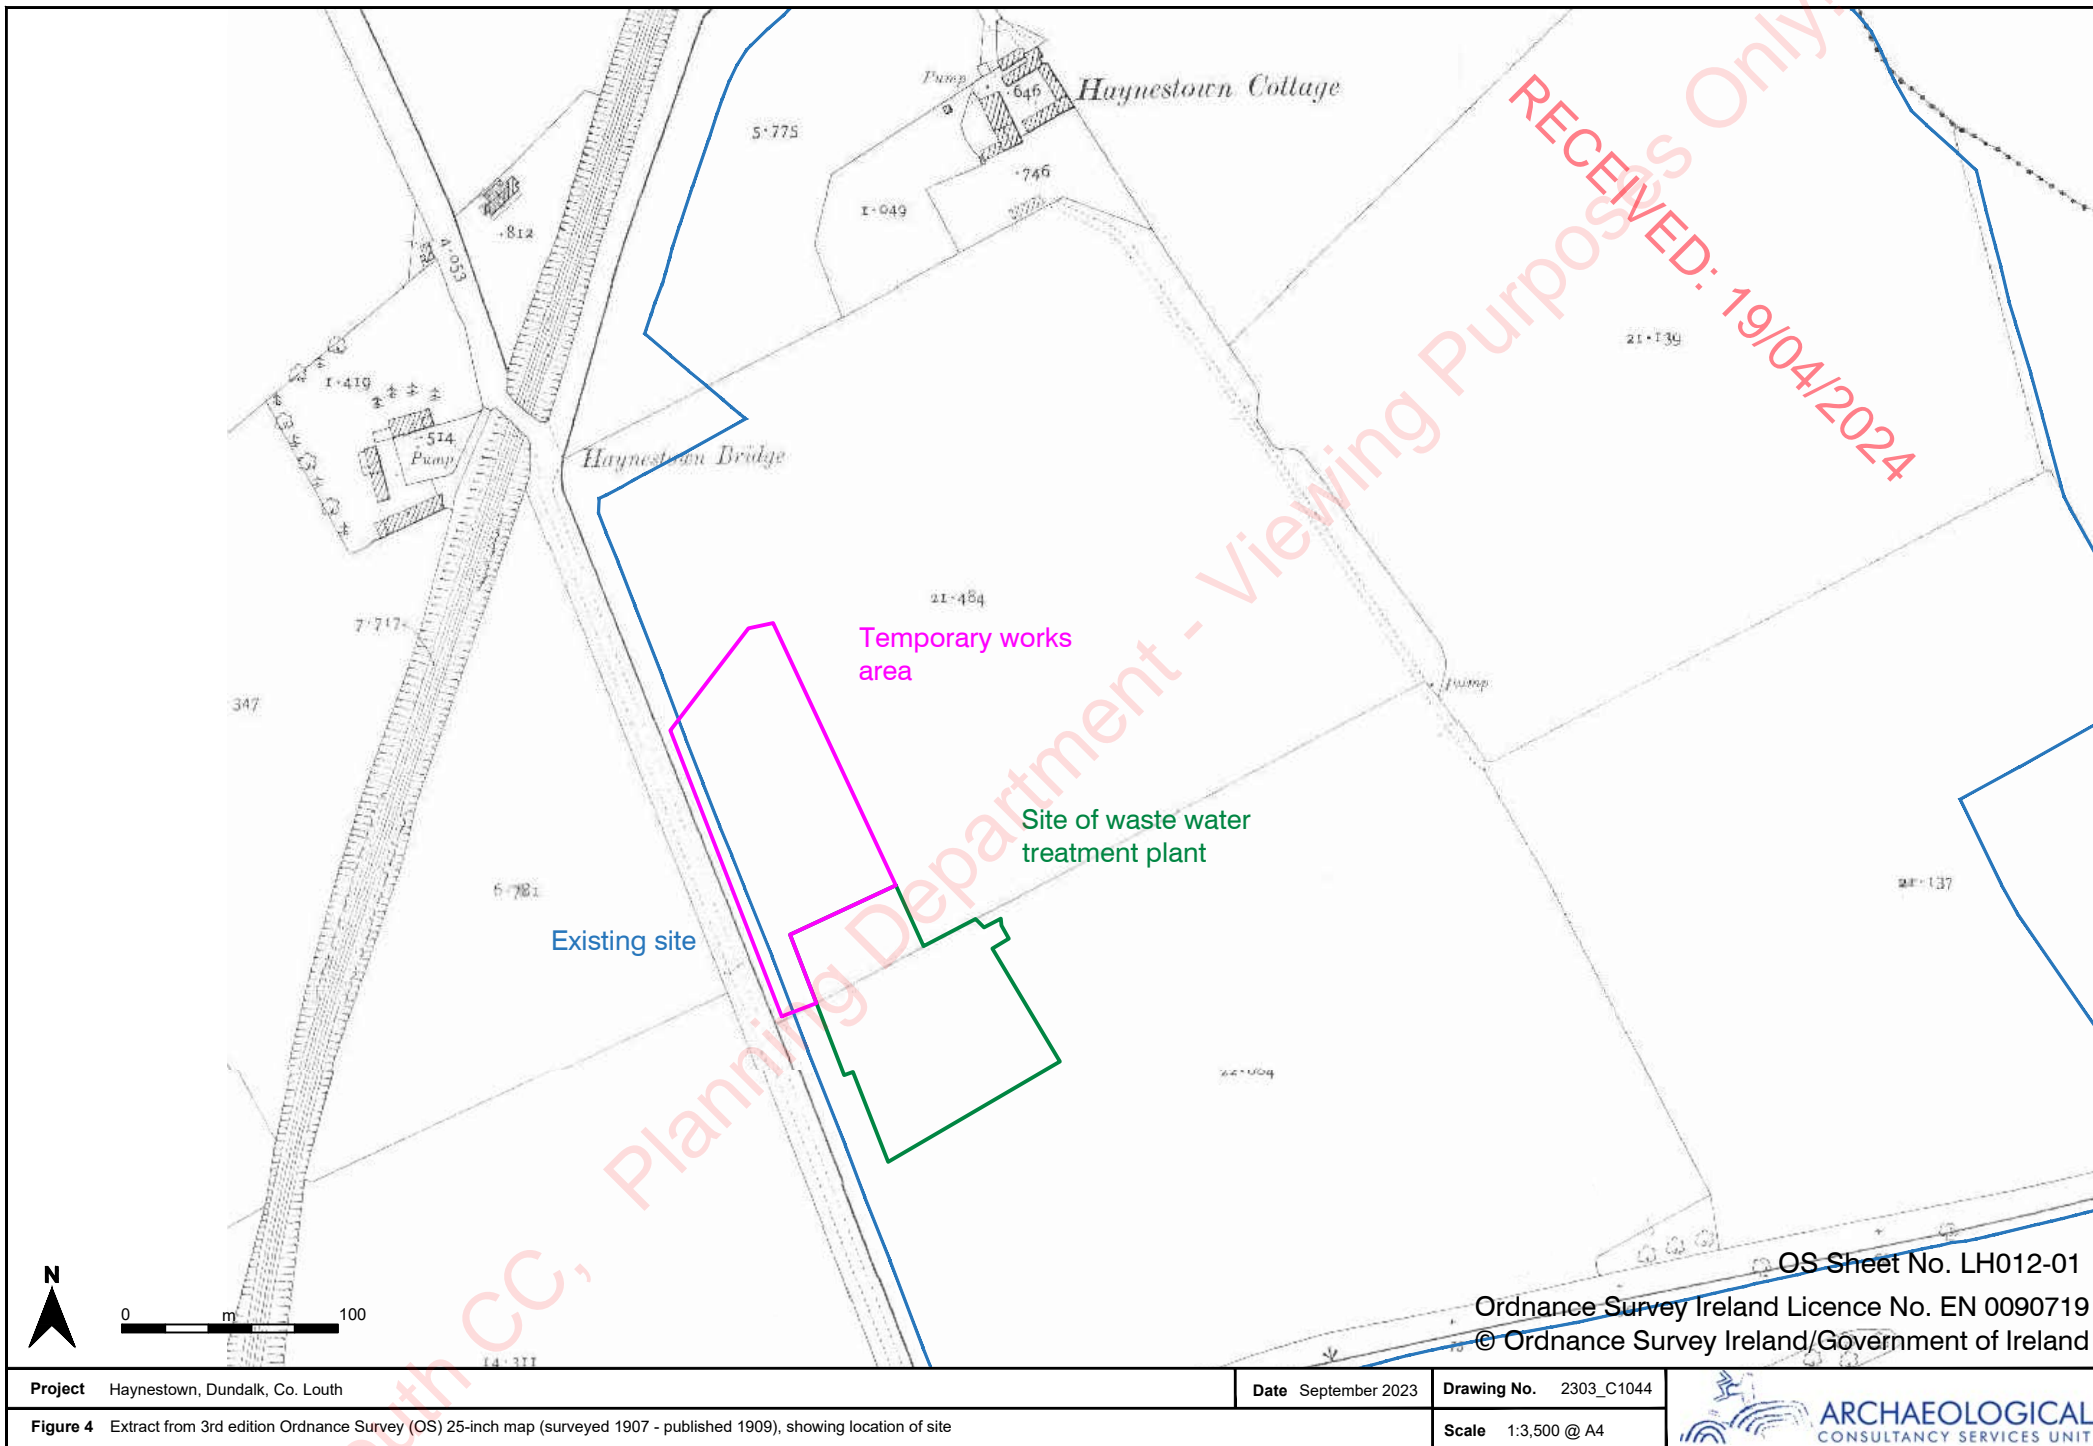 Pump
·646
Haynestown Cottage
5·775
·746
1·049
·812
4·053
RECEIVED: 19/04/2024
21·139
1·419
·514
Pump
Haynestown Bridge
21·484
7·717
Temporary works
area
347
Pump
Site of waste water
treatment plant
6·781
21·137
Existing site
Planning Department - Viewing Purposes Only!
outh CC,
OS Sheet No. LH012-01
Ordnance Survey Ireland Licence No. EN 0090719
© Ordnance Survey Ireland/Government of Ireland
N
0 m 100
14·311
Project Haynestown, Dundalk, Co. Louth
Date September 2023
Drawing No. 2303_C1044
Figure 4 Extract from 3rd edition Ordnance Survey (OS) 25-inch map (surveyed 1907 - published 1909), showing location of site
Scale 1:3,500 @ A4
ARCHAEOLOGICAL
CONSULTANCY SERVICES UNIT